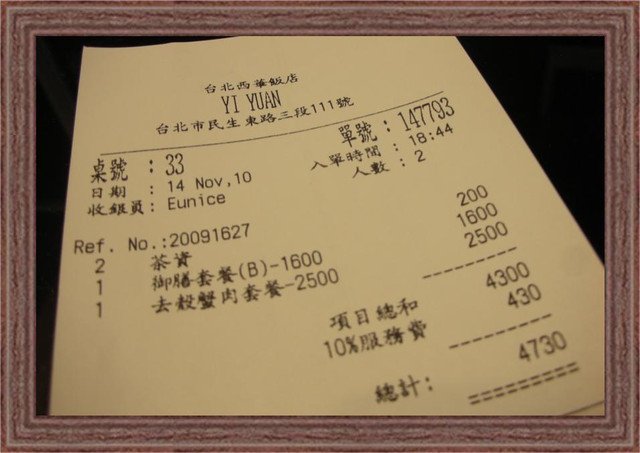 台北西華飯店
YI YUAN
台北市民生東路三段111號
桌號 : 33 單號 : 147793
日期 : 14 Nov,10 入單時間 : 18:44
收銀員 : Eunice 人數 : 2
Ref. No.:20091627
2 茶資 200
1 御膳套餐(B)-1600 1600
1 去殼蟹肉套餐-2500 2500
項目總和 4300
10%服務費 430
總計: 4730